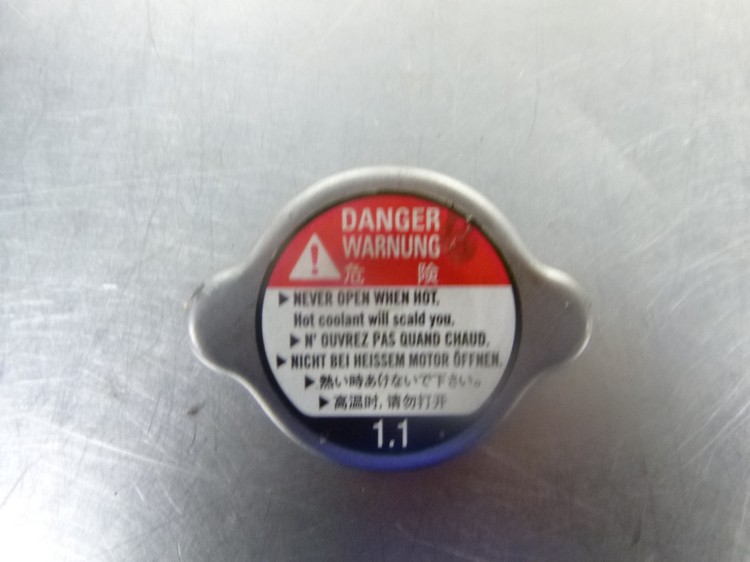 DANGER
WARNUNG
危 険
▶ NEVER OPEN WHEN HOT.
Hot coolant will scald you.
▶ N' OUVREZ PAS QUAND CHAUD.
▶ NICHT BEI HEISSEM MOTOR ÖFFNEN.
▶ 熱い時あけないで下さい。
▶ 高温时,请勿打开
1.1